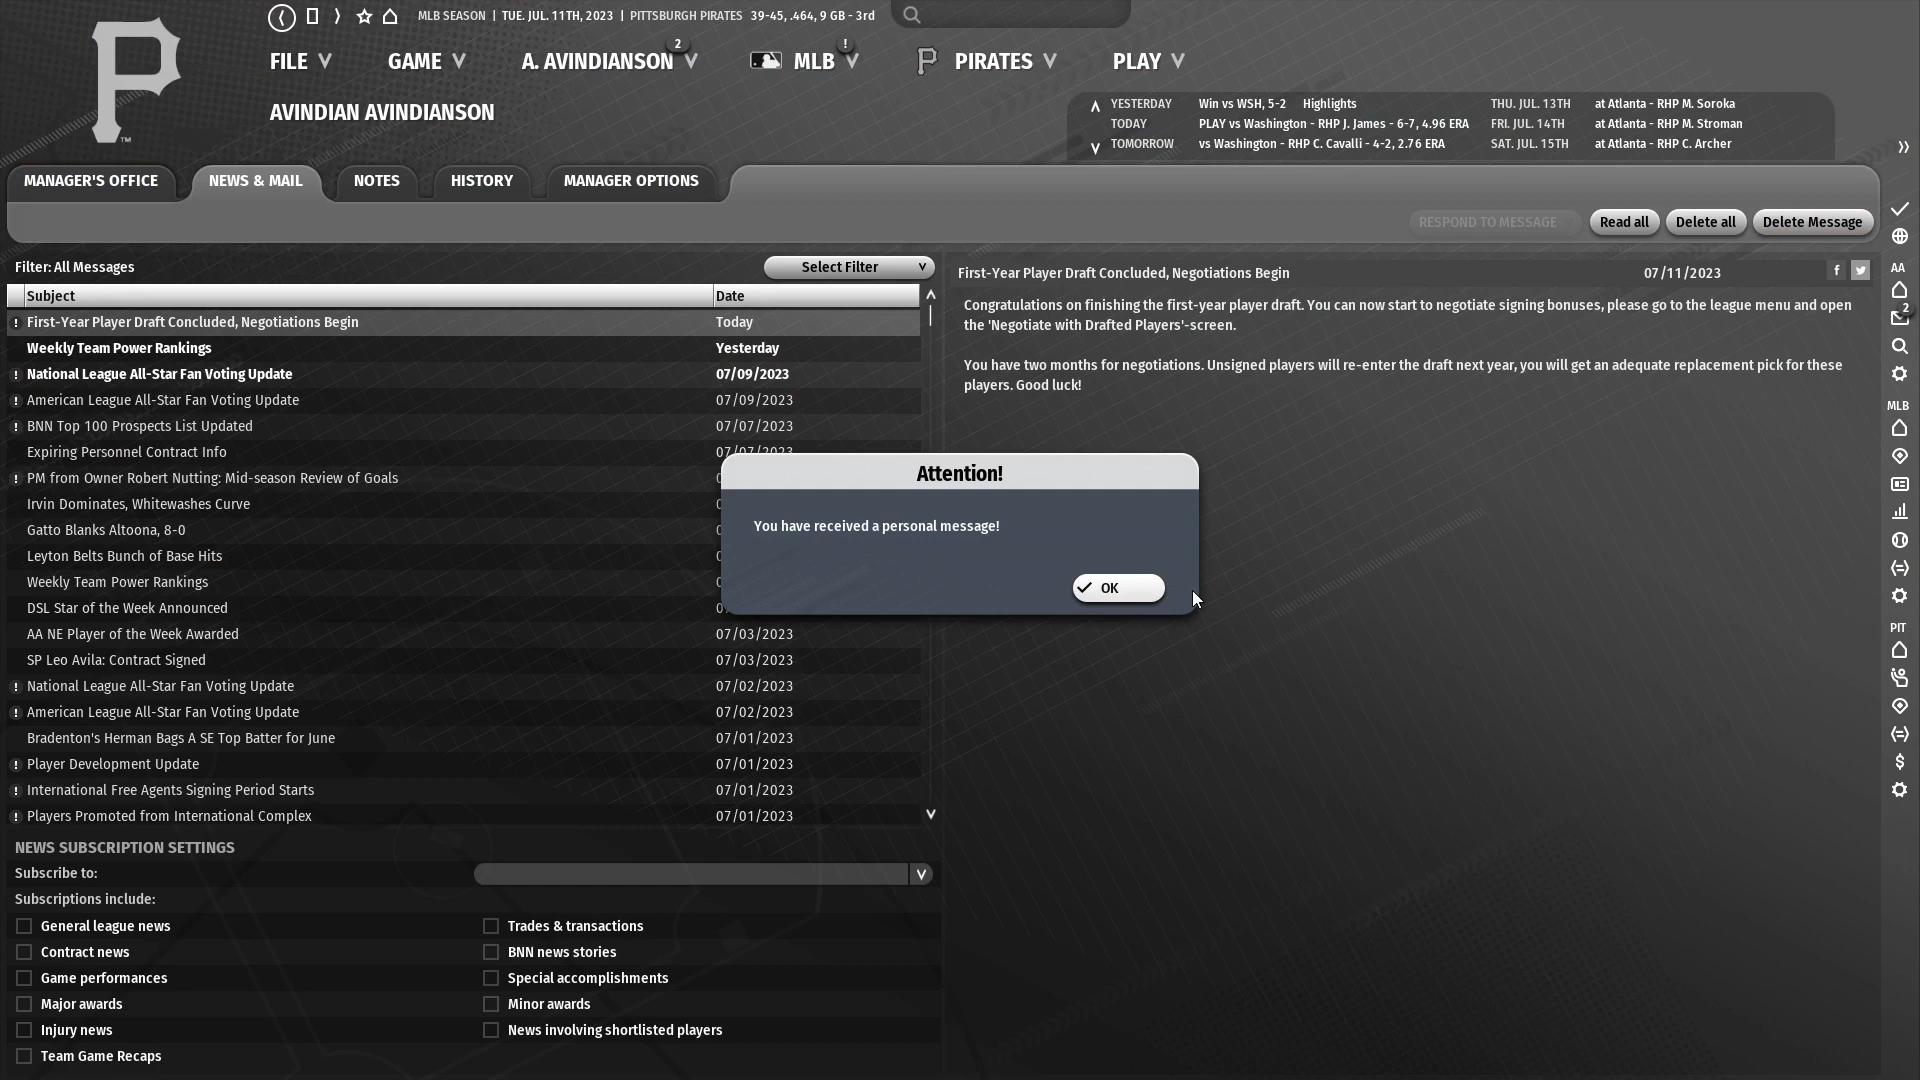 MLB SEASON | TUE. JUL. 11TH, 2023 | PITTSBURGH PIRATES 39-45, .464, 9 GB - 3rd
P
™
FILE GAME A. AVINDIANSON 2 MLB ! P PIRATES PLAY
AVINDIAN AVINDIANSON
YESTERDAY Win vs WSH, 5-2 Highlights THU. JUL. 13TH at Atlanta - RHP M. Soroka
TODAY PLAY vs Washington - RHP J. James - 6-7, 4.96 ERA FRI. JUL. 14TH at Atlanta - RHP M. Stroman
TOMORROW vs Washington - RHP C. Cavalli - 4-2, 2.76 ERA SAT. JUL. 15TH at Atlanta - RHP C. Archer
MANAGER'S OFFICE NEWS & MAIL NOTES HISTORY MANAGER OPTIONS
RESPOND TO MESSAGE Read all Delete all Delete Message
Filter: All Messages Select Filter
Subject Date
! First-Year Player Draft Concluded, Negotiations Begin Today
Weekly Team Power Rankings Yesterday
! National League All-Star Fan Voting Update 07/09/2023
! American League All-Star Fan Voting Update 07/09/2023
! BNN Top 100 Prospects List Updated 07/07/2023
Expiring Personnel Contract Info 07/07/2023
! PM from Owner Robert Nutting: Mid-season Review of Goals
Irvin Dominates, Whitewashes Curve
Gatto Blanks Altoona, 8-0
Leyton Belts Bunch of Base Hits
Weekly Team Power Rankings
DSL Star of the Week Announced
AA NE Player of the Week Awarded 07/03/2023
SP Leo Avila: Contract Signed 07/03/2023
! National League All-Star Fan Voting Update 07/02/2023
! American League All-Star Fan Voting Update 07/02/2023
Bradenton's Herman Bags A SE Top Batter for June 07/01/2023
! Player Development Update 07/01/2023
! International Free Agents Signing Period Starts 07/01/2023
! Players Promoted from International Complex 07/01/2023
First-Year Player Draft Concluded, Negotiations Begin 07/11/2023 f
Congratulations on finishing the first-year player draft. You can now start to negotiate signing bonuses, please go to the league menu and open
the 'Negotiate with Drafted Players'-screen.
You have two months for negotiations. Unsigned players will re-enter the draft next year, you will get an adequate replacement pick for these
players. Good luck!
Attention!
You have received a personal message!
OK
NEWS SUBSCRIPTION SETTINGS
Subscribe to:
Subscriptions include:
General league news Trades & transactions
Contract news BNN news stories
Game performances Special accomplishments
Major awards Minor awards
Injury news News involving shortlisted players
Team Game Recaps
AA
2
MLB
PIT
$